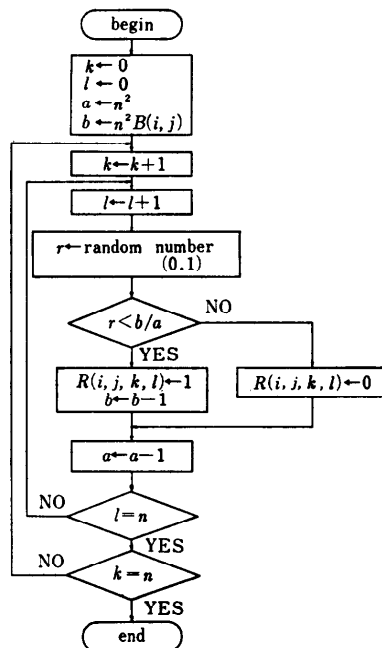 begin
k←0
l←0
a←n²
b←n²B(i, j)
k←k+1
l←l+1
r←random number
(0.1)
r<b/a
NO
YES
R(i, j, k, l)←1
b←b−1
R(i, j, k, l)←0
a←a−1
NO
l=n
YES
NO
k=n
YES
end